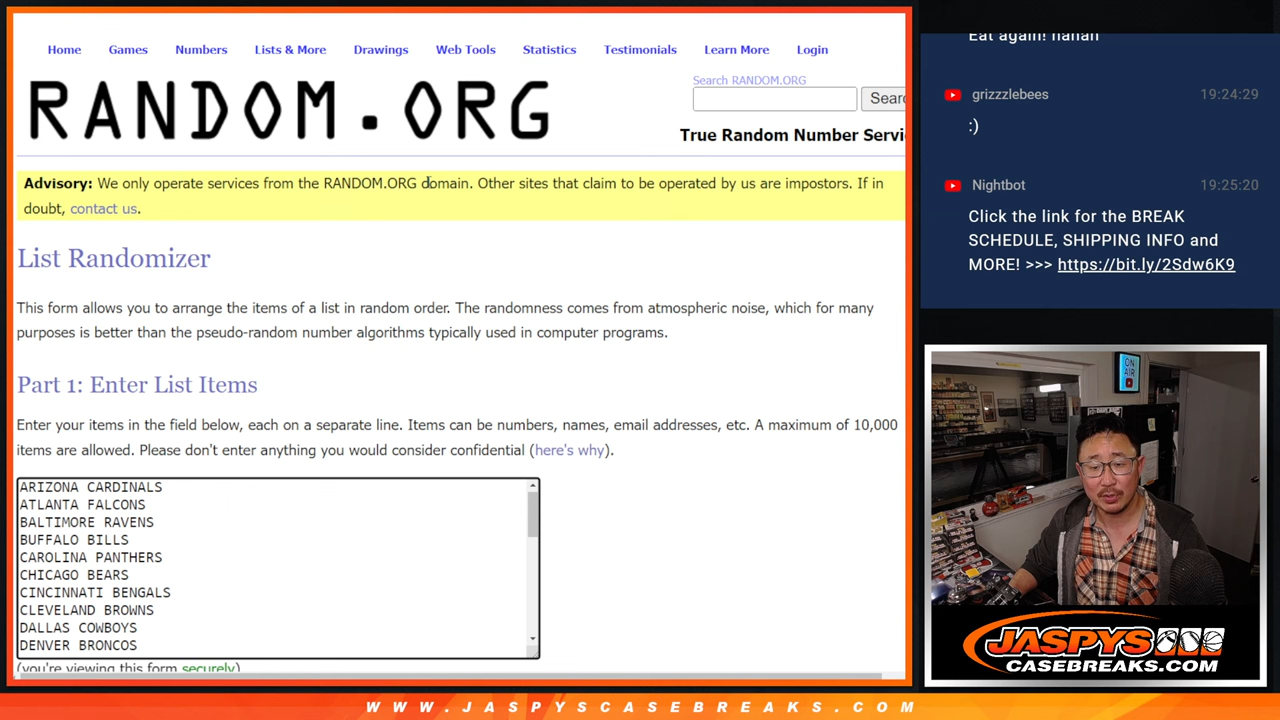 Home Games Numbers Lists & More Drawings Web Tools Statistics Testimonials Learn More Login
RANDOM.ORG
Search RANDOM.ORG
True Random Number
Advisory: We only operate services from the RANDOM.ORG domain. Other sites that claim to be operated by us are impostors. If in
doubt, contact us.
List Randomizer
This form allows you to arrange the items of a list in random order. The randomness comes from atmospheric noise, which for many
purposes is better than the pseudo-random number algorithms typically used in computer programs.
Part 1: Enter List Items
Enter your items in the field below, each on a separate line. Items can be numbers, names, email addresses, etc. A maximum of 10,000
items are allowed. Please don't enter anything you would consider confidential (here's why).
ARIZONA CARDINALS
ATLANTA FALCONS
BALTIMORE RAVENS
BUFFALO BILLS
CAROLINA PANTHERS
CHICAGO BEARS
CINCINNATI BENGALS
CLEVELAND BROWNS
DALLAS COWBOYS
DENVER BRONCOS
(you're viewing this form securely)
Eat again! hahah
grizzzlebees 19:24:29
:)
Nightbot 19:25:20
Click the link for the BREAK
SCHEDULE, SHIPPING INFO and
MORE! >>> https://bit.ly/2Sdw6K9
ON
AIR
JASPYS
CASEBREAKS.COM
WWW.JASPYSCASEBREAKS.COM